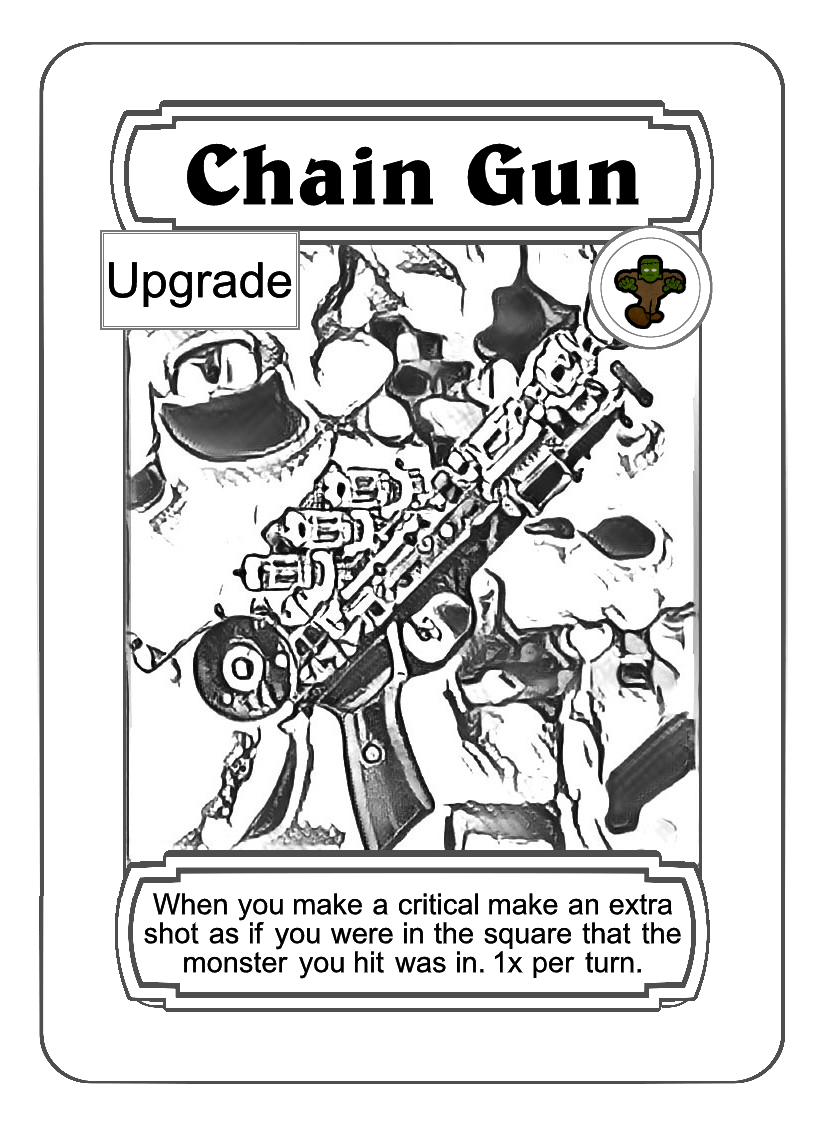 Chain Gun
Upgrade
When you make a critical make an extra
shot as if you were in the square that the
monster you hit was in. 1x per turn.